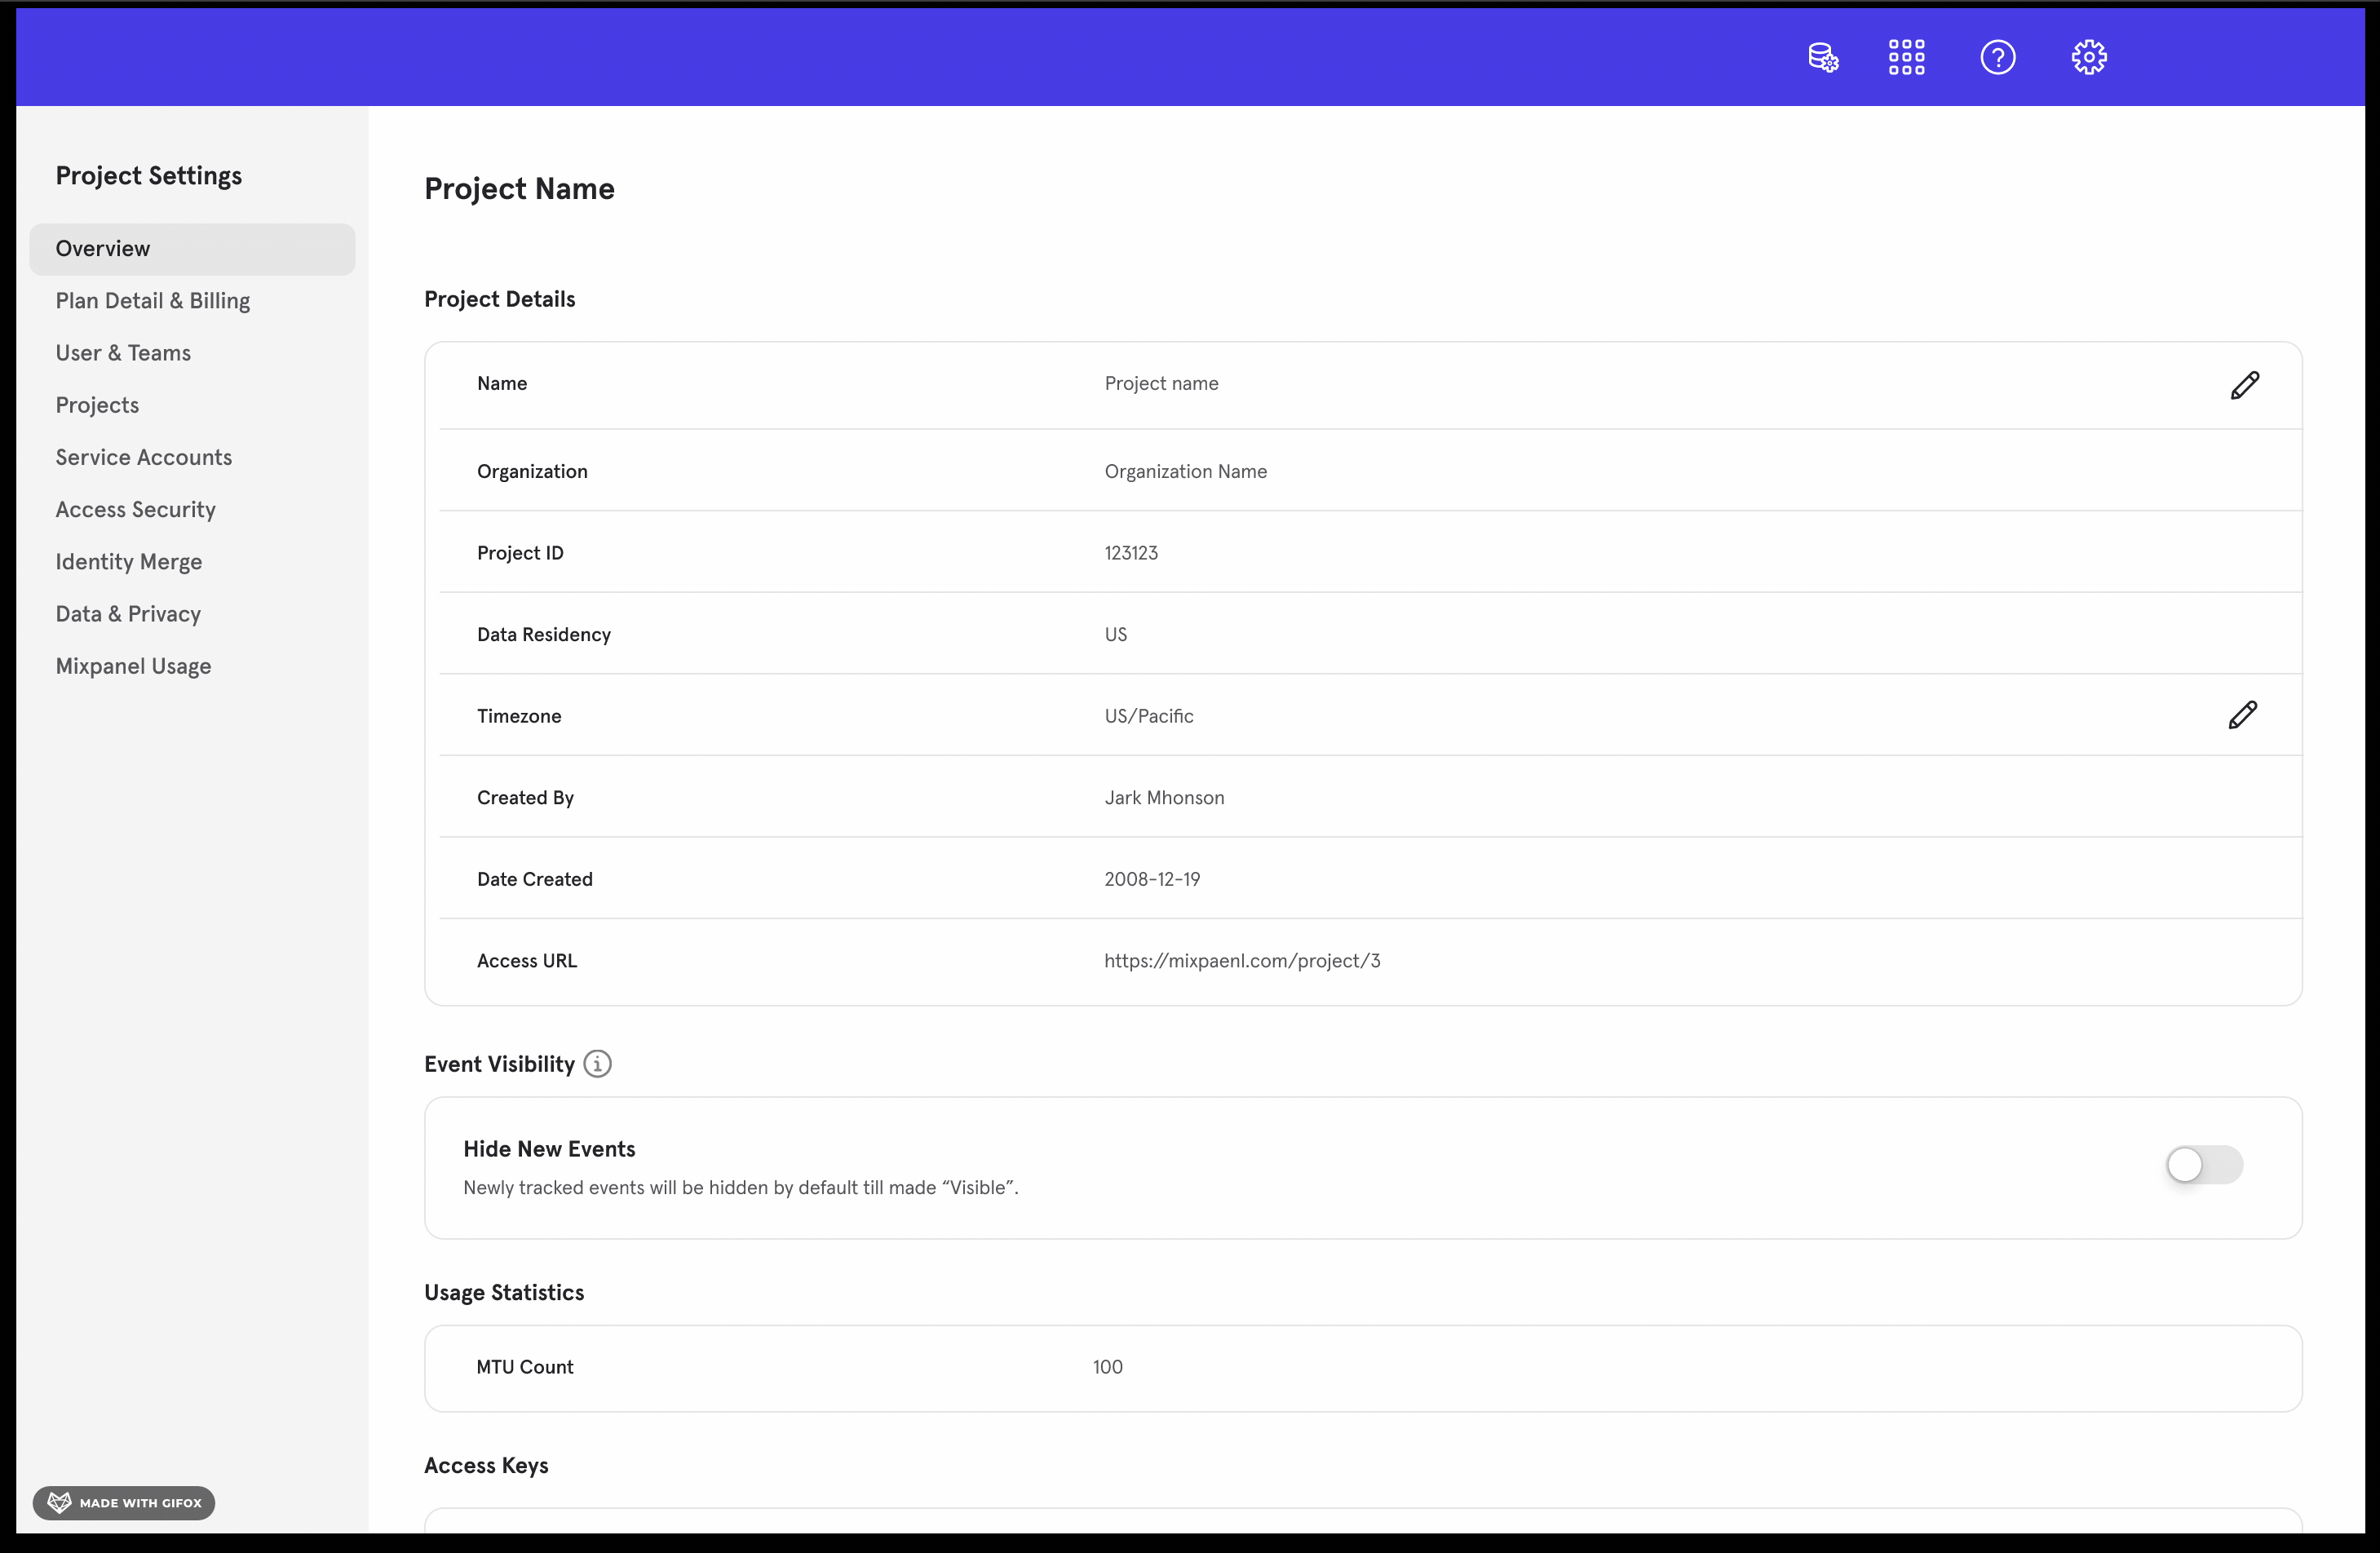 Project Settings
Overview
Plan Detail & Billing
User & Teams
Projects
Service Accounts
Access Security
Identity Merge
Data & Privacy
Mixpanel Usage
MADE WITH GIFOX
Project Name
Project Details
Name Project name
Organization Organization Name
Project ID 123123
Data Residency US
Timezone US/Pacific
Created By Jark Mhonson
Date Created 2008-12-19
Access URL https://mixpaenl.com/project/3
Event Visibility
Hide New Events
Newly tracked events will be hidden by default till made “Visible”.
Usage Statistics
MTU Count 100
Access Keys